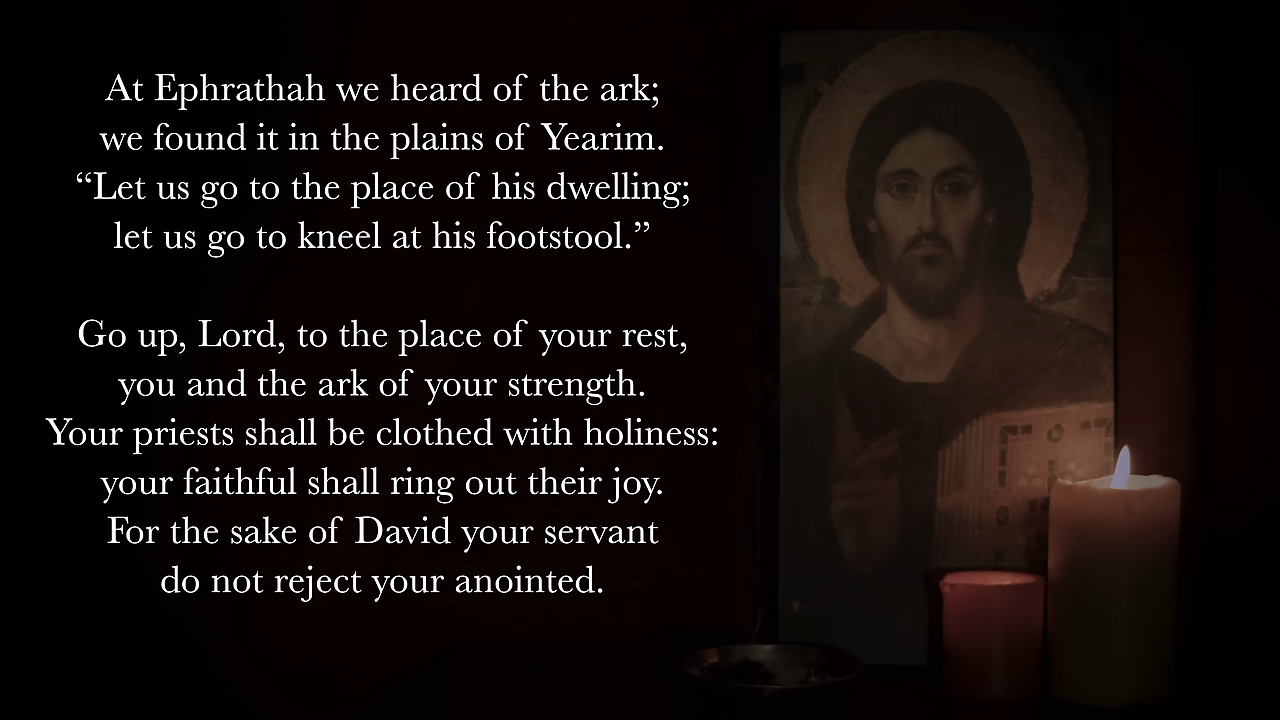 At Ephrathah we heard of the ark;
we found it in the plains of Yearim.
“Let us go to the place of his dwelling;
let us go to kneel at his footstool.”
Go up, Lord, to the place of your rest,
you and the ark of your strength.
Your priests shall be clothed with holiness:
your faithful shall ring out their joy.
For the sake of David your servant
do not reject your anointed.